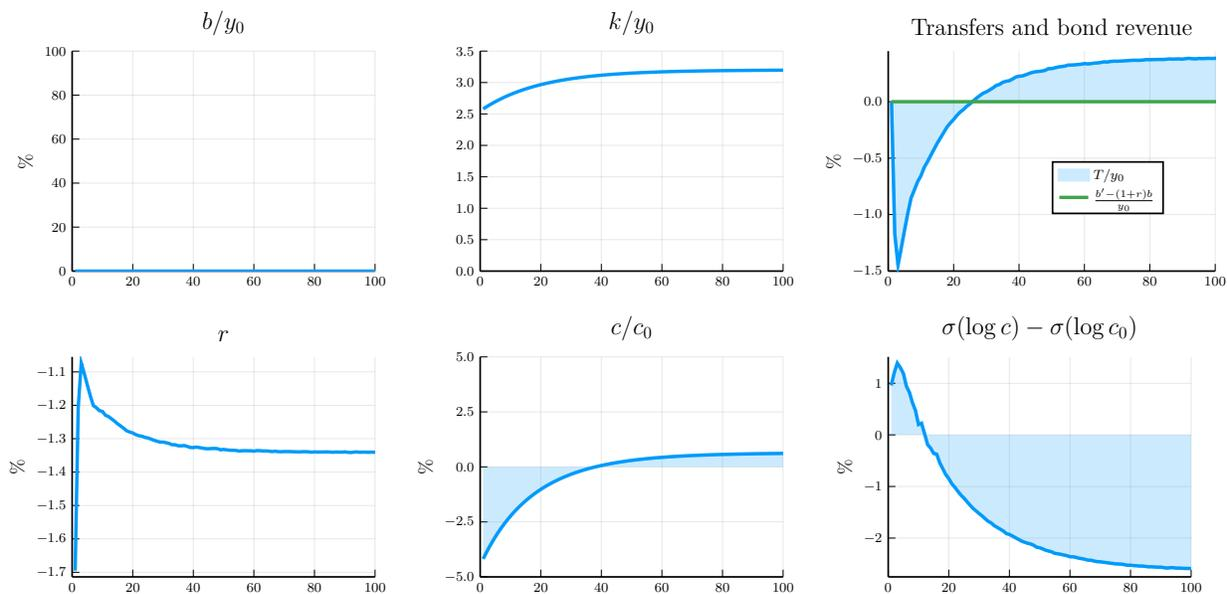 b/y₀
%
100
80
60
40
20
0
0 20 40 60 80 100
k/y₀
3.5
3.0
2.5
2.0
1.5
1.0
0.5
0.0
0 20 40 60 80 100
Transfers and bond revenue
%
0.0
−0.5
−1.0
−1.5
0 20 40 60 80 100
T/y₀
b′−(1+r)b
y₀
r
%
−1.1
−1.2
−1.3
−1.4
−1.5
−1.6
−1.7
0 20 40 60 80 100
c/c₀
%
5.0
2.5
0.0
−2.5
−5.0
0 20 40 60 80 100
σ(log c) − σ(log c₀)
%
1
0
−1
−2
0 20 40 60 80 100